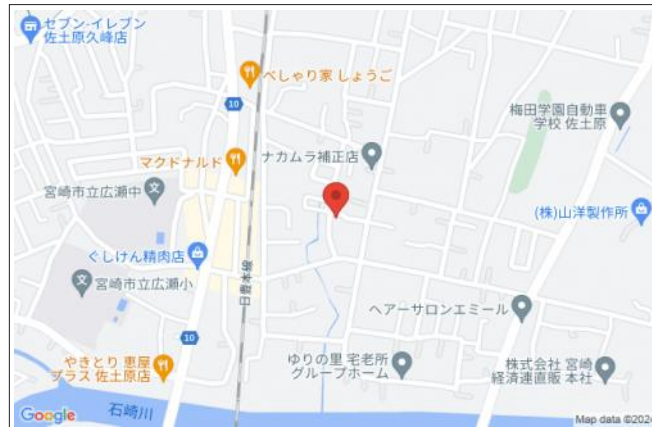 セブン-イレブン
佐土原久峰店
べしゃり家 しょうご
10
梅田学園自動車
学校 佐土原
ナカムラ補正店
マクドナルド
宮崎市立広瀬中
(株)山洋製作所
ぐしけん精肉店
日豊本線
宮崎市立広瀬小
ヘアーサロンエミール
10
やきとり 恵屋
プラス 佐土原店
ゆりの里 宅老所
グループホーム
株式会社 宮崎
経済連直販 本社
石崎川
Google
Map data ©2024